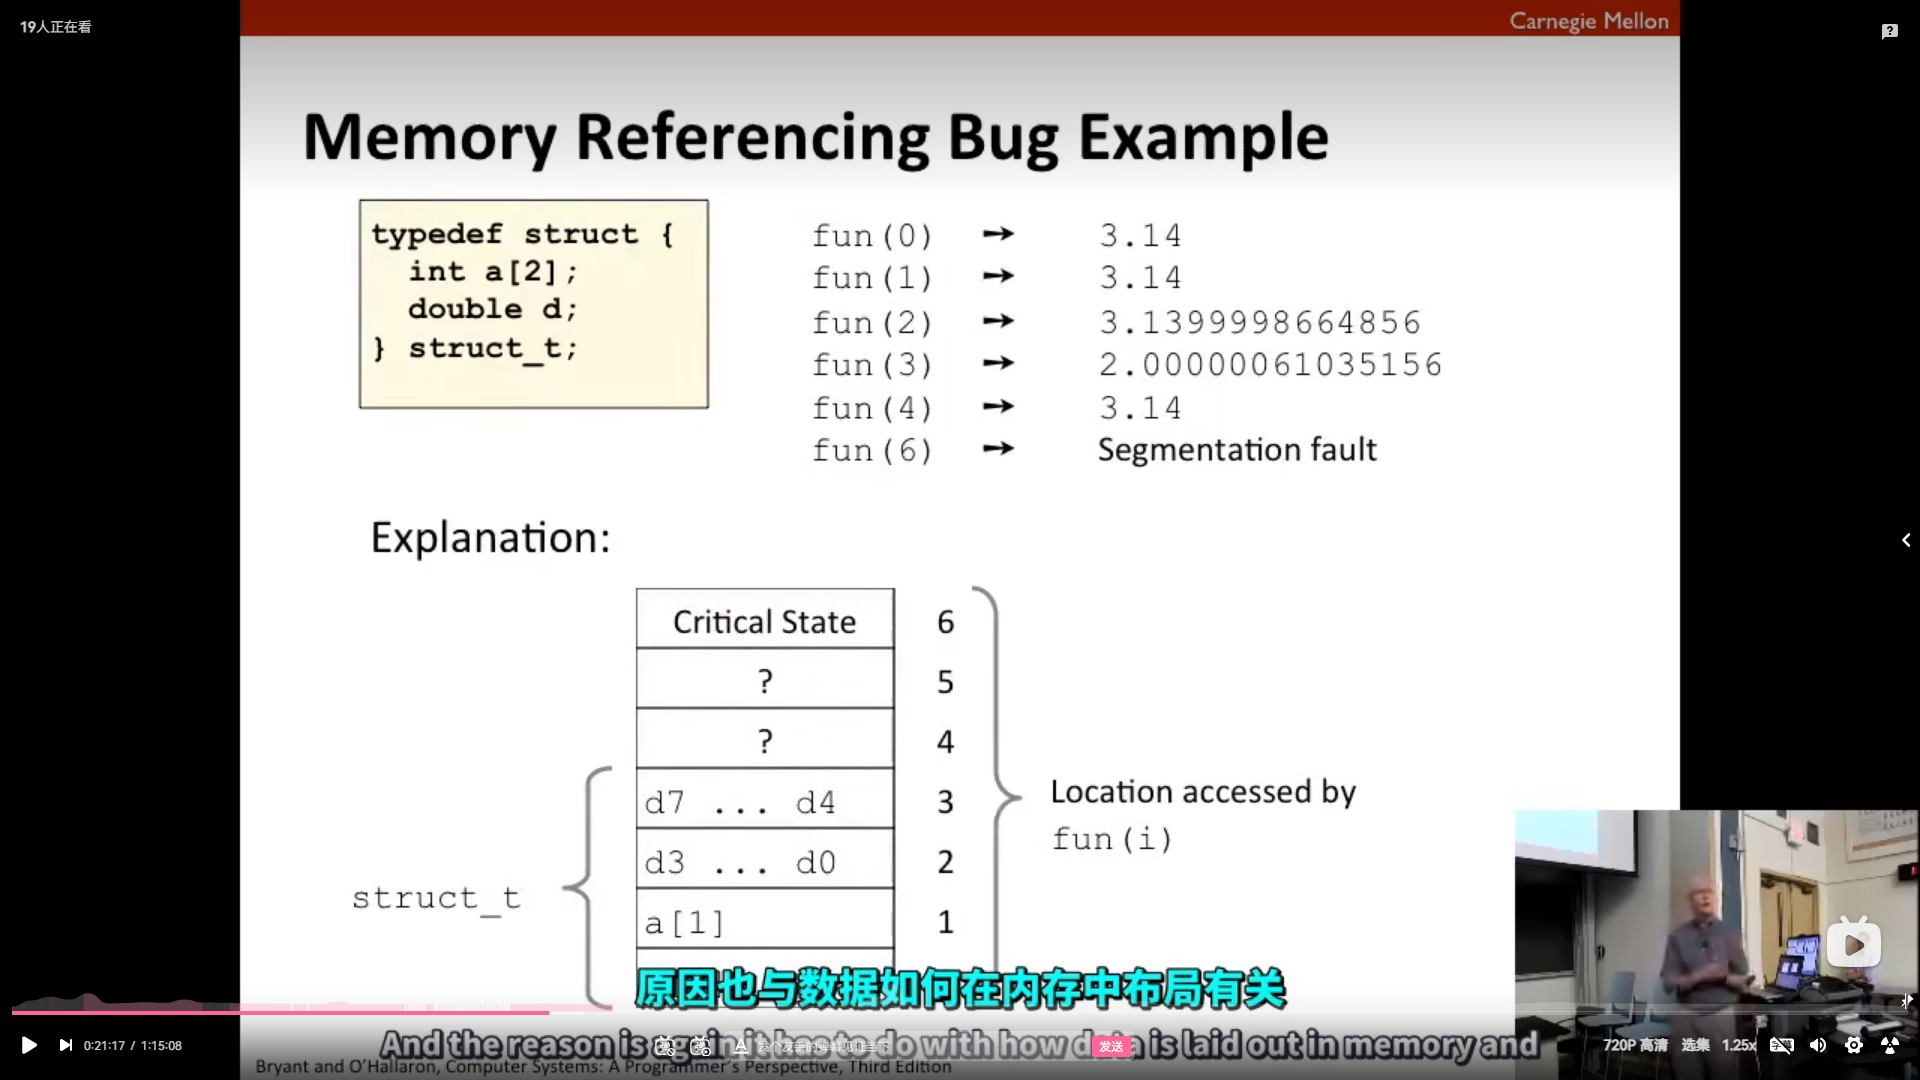 19人正在看
Carnegie Mellon
Memory Referencing Bug Example
typedef struct {
int a[2];
double d;
} struct_t;
fun(0) → 3.14
fun(1) → 3.14
fun(2) → 3.1399998664856
fun(3) → 2.00000061035156
fun(4) → 3.14
fun(6) → Segmentation fault
Explanation:
Critical State 6
? 5
? 4
d7 ... d4 3
d3 ... d0 2
a[1] 1
struct_t
Location accessed by
fun(i)
原因也与数据如何在内存中布局有关
And the reason is to do with how data is laid out in memory and
0:21:17 / 1:15:08
发送
720P 高清 选集 1.25x
Bryant and O'Hallaron, Computer Systems: A Programmer's Perspective, Third Edition